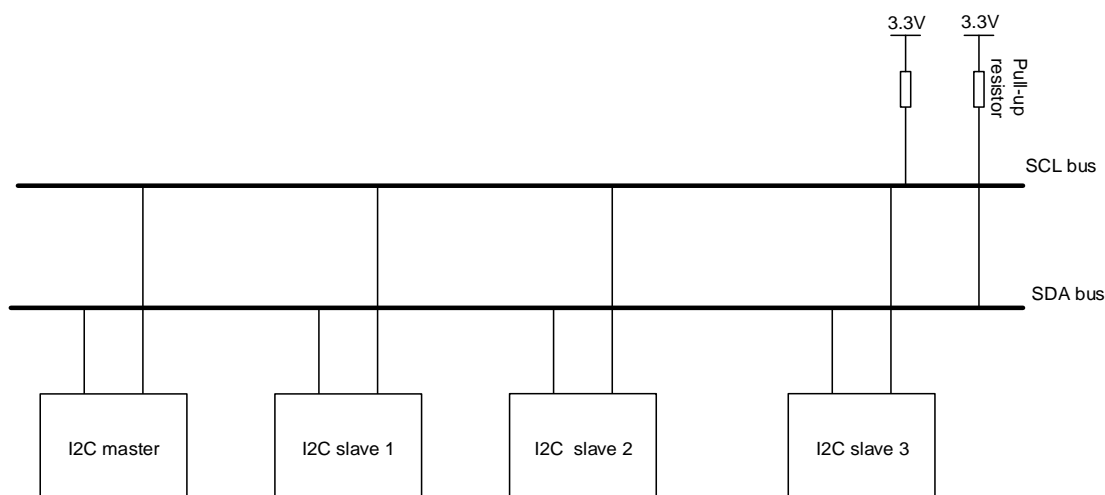 3.3V
3.3V
Pull-up
resistor
SCL bus
SDA bus
I2C master
I2C slave 1
I2C slave 2
I2C slave 3